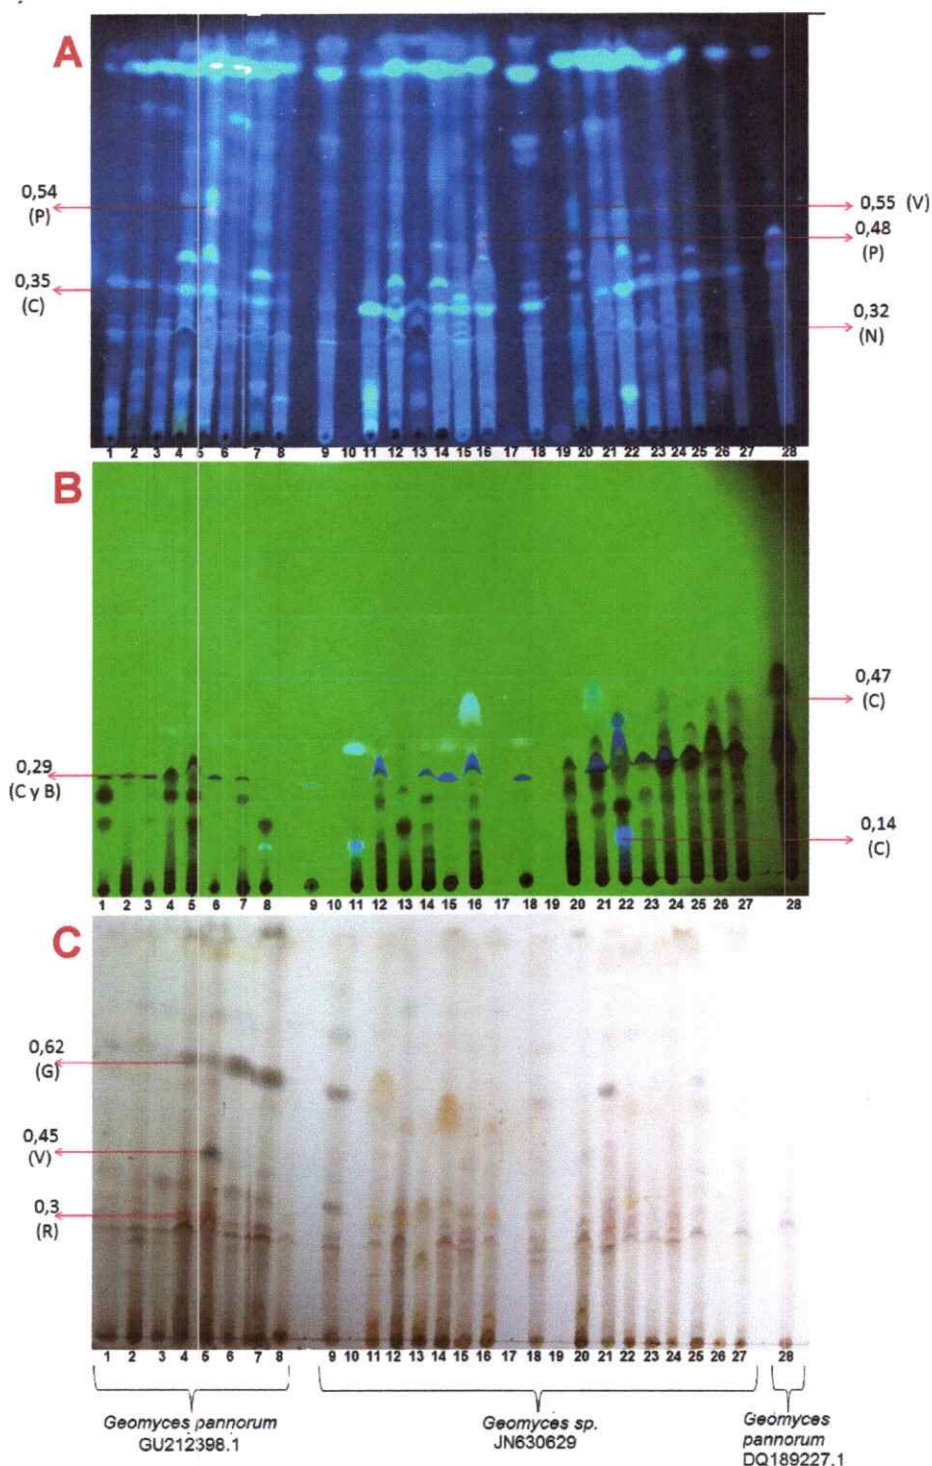 A
0,54
(P)
0,35
(C)
0,55 (V)
0,48
(P)
0,32
(N)
1 2 3 4 5 6 7 8 9 10 11 12 13 14 15 16 17 18 19 20 21 22 23 24 25 26 27 28
B
0,29
(C y B)
0,47
(C)
0,14
(C)
1 2 3 4 5 6 7 8 9 10 11 12 13 14 15 16 17 18 19 20 21 22 23 24 25 26 27 28
C
0,62
(G)
0,45
(V)
0,3
(R)
1 2 3 4 5 6 7 8 9 10 11 12 13 14 15 16 17 18 19 20 21 22 23 24 25 26 27 28
Geomyces pannorum
GU212398.1
Geomyces sp.
JN630629
Geomyces
pannorum
DQ189227.1